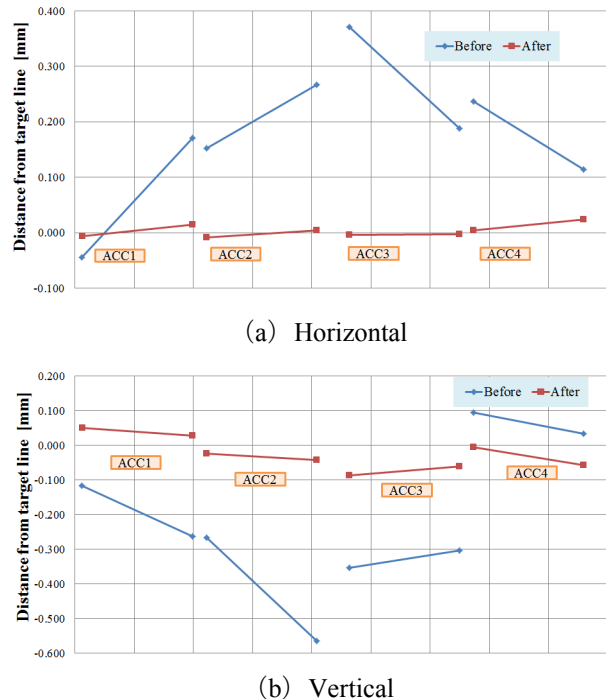 Distance from target line [mm]
0.400
0.300
0.200
0.100
0.000
-0.100
Before After
ACC1 ACC2 ACC3 ACC4
(a) Horizontal
Distance from target line [mm]
0.200
0.100
0.000
-0.100
-0.200
-0.300
-0.400
-0.500
-0.600
Before After
ACC1 ACC2 ACC3 ACC4
(b) Vertical